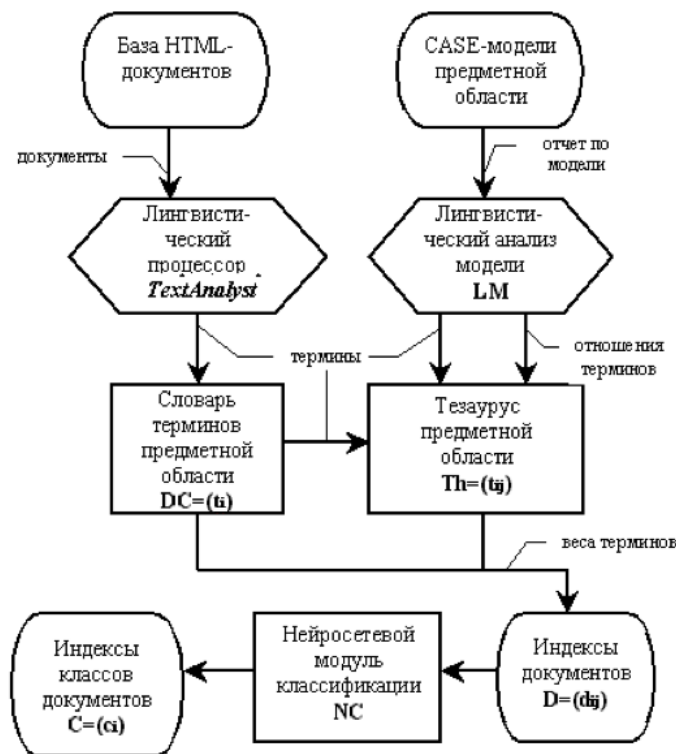 База HTML-
документов
CASE-модели
предметной
области
документы
отчет по
модели
Лингвисти-
ческий
процессор
TextAnalyst
Лингвисти-
ческий анализ
модели
LM
термины
отношения
терминов
Словарь
терминов
предметной
области
DC=(ti)
Тезаурус
предметной
области
Th=(tij)
веса терминов
Индексы
классов
документов
C=(ci)
Нейросетевой
модуль
классификации
NC
Индексы
документов
D=(dij)